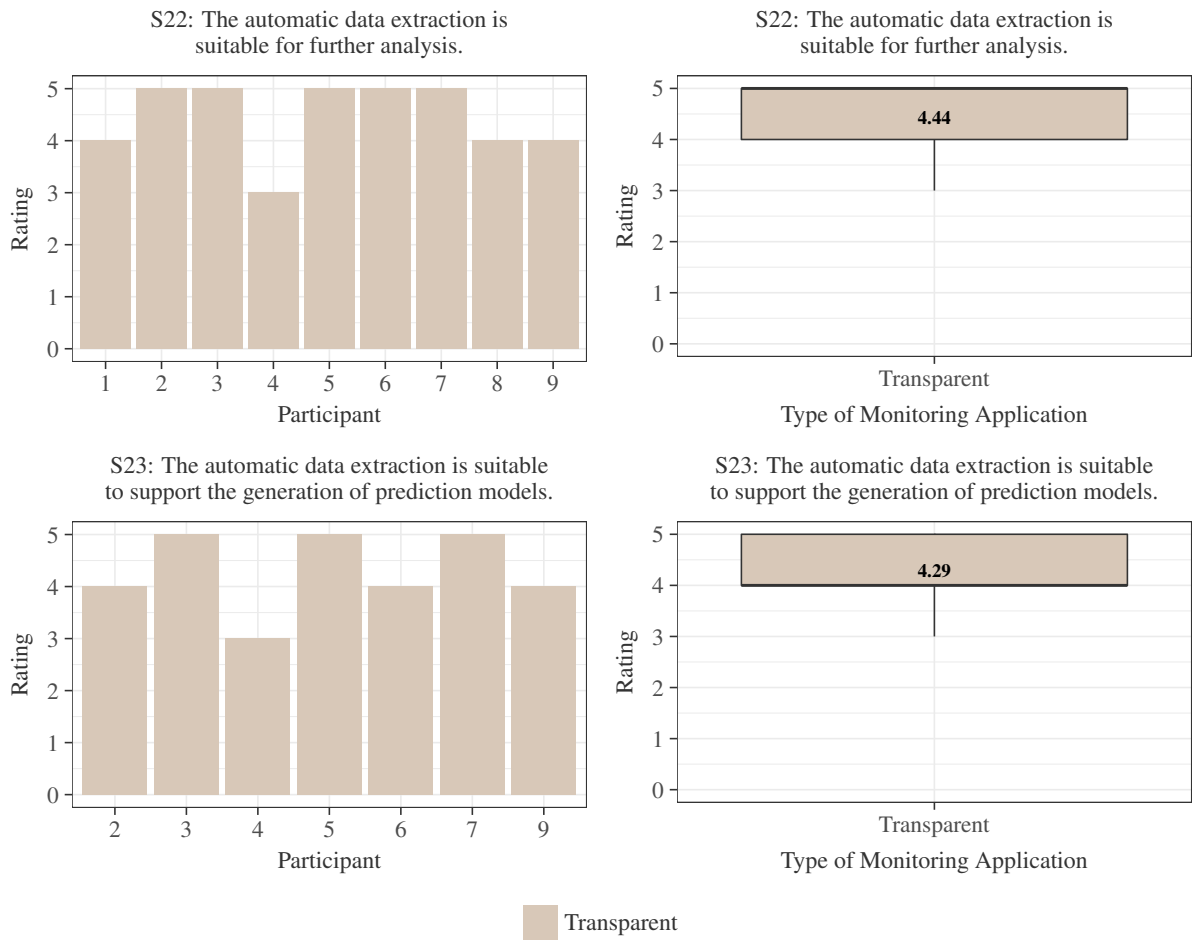 S22: The automatic data extraction is
suitable for further analysis.
5
4
3
2
1
0
Rating
1 2 3 4 5 6 7 8 9
Participant
S22: The automatic data extraction is
suitable for further analysis.
5
4
3
2
1
0
Rating
4.44
Transparent
Type of Monitoring Application
S23: The automatic data extraction is suitable
to support the generation of prediction models.
5
4
3
2
1
0
Rating
2 3 4 5 6 7 9
Participant
S23: The automatic data extraction is suitable
to support the generation of prediction models.
5
4
3
2
1
0
Rating
4.29
Transparent
Type of Monitoring Application
Transparent